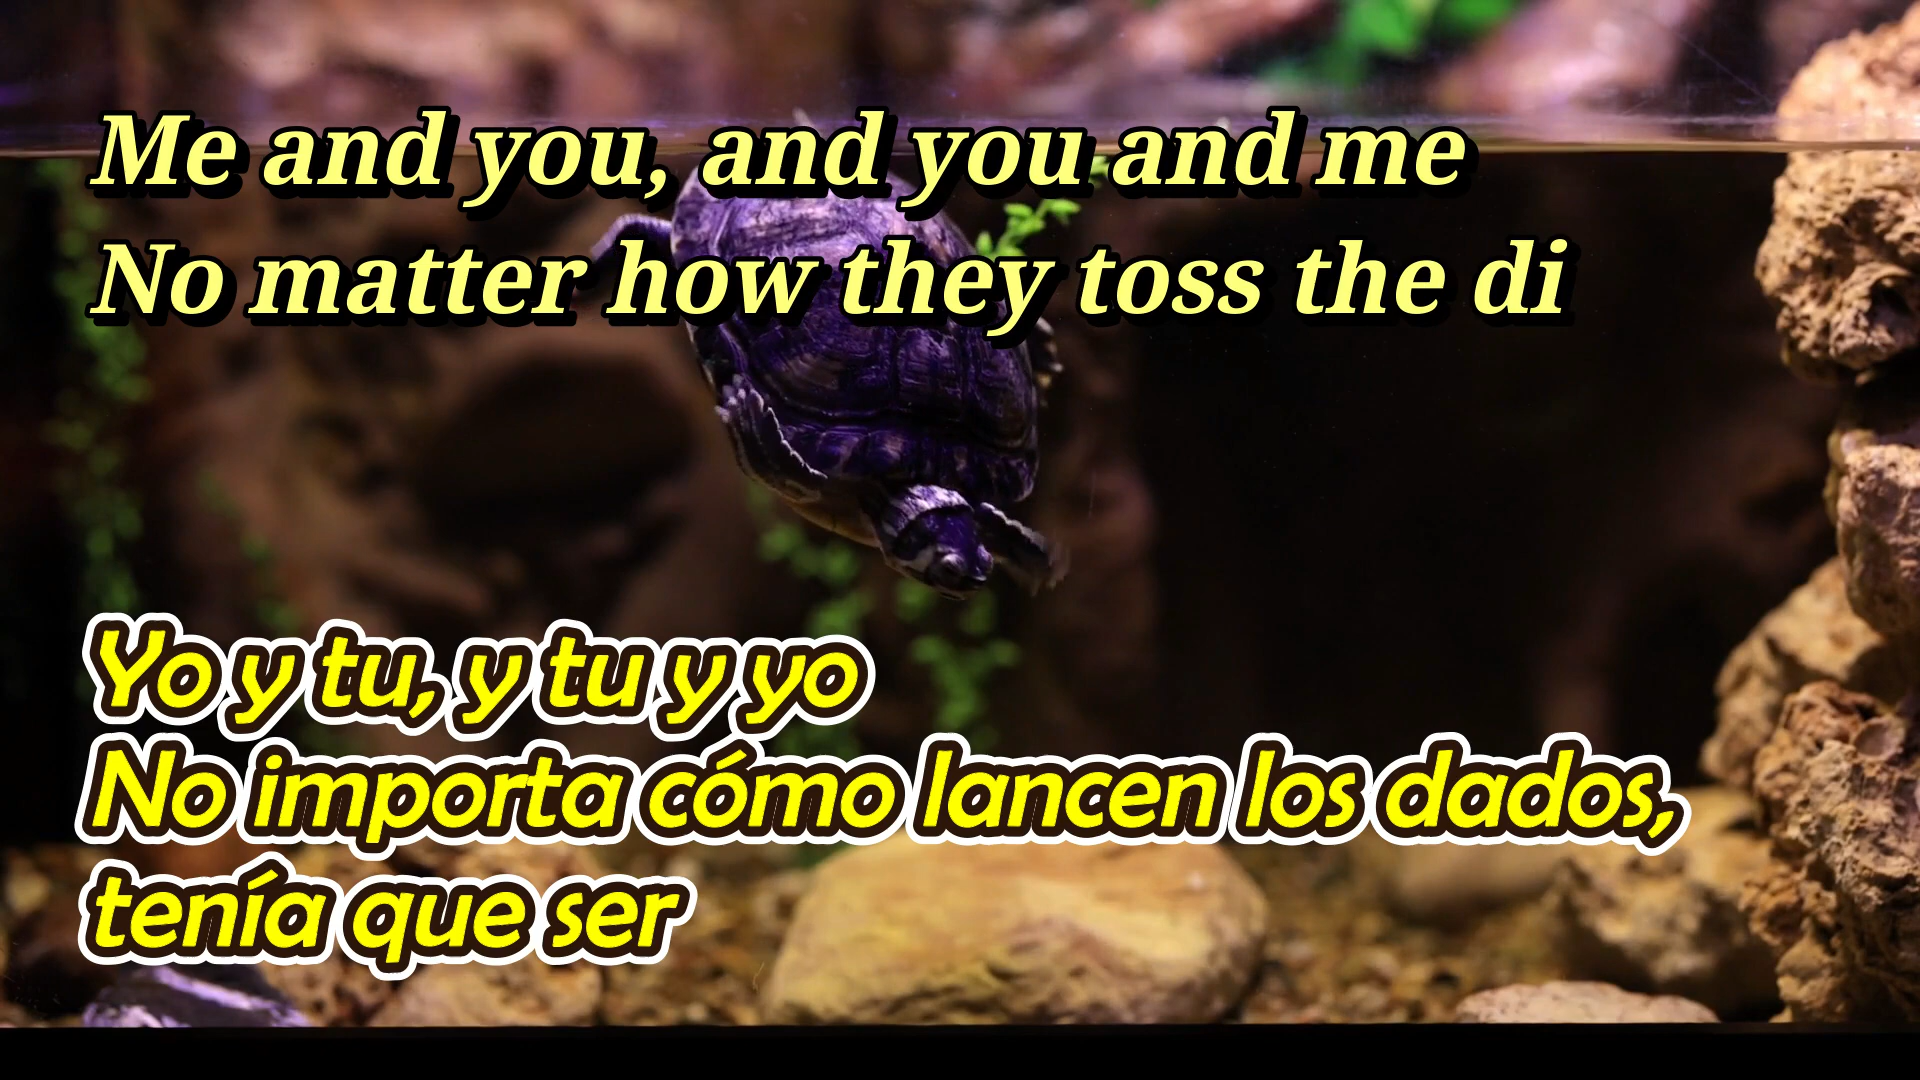 Me and you, and you and me
No matter how they toss the di
Yo y tu, y tu y yo
No importa cómo lancen los dados,
tenía que ser